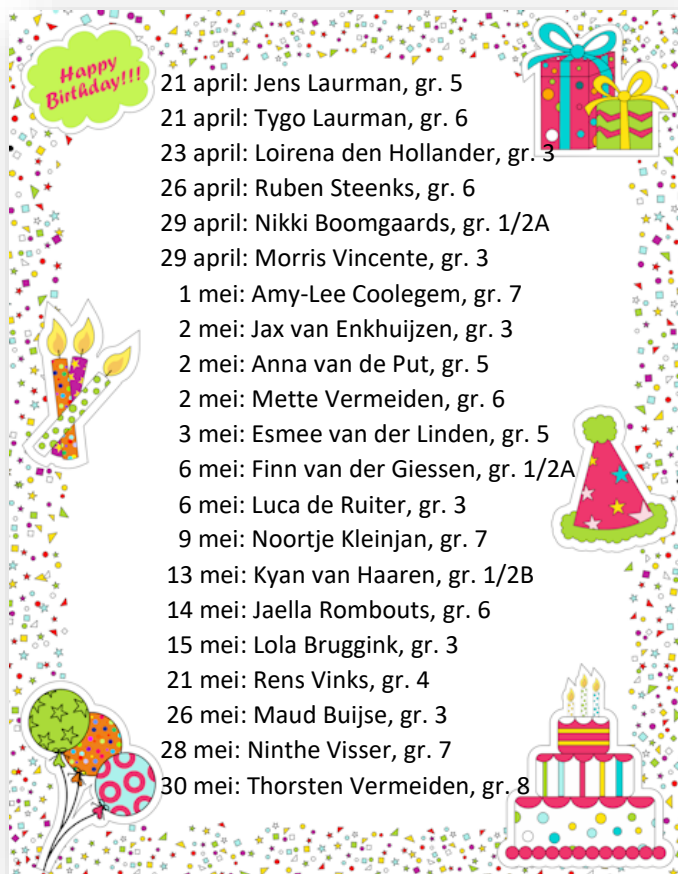 Happy
Birthday!!!
21 april: Jens Laurman, gr. 5
21 april: Tygo Laurman, gr. 6
23 april: Loirena den Hollander, gr. 3
26 april: Ruben Steenks, gr. 6
29 april: Nikki Boomgaards, gr. 1/2A
29 april: Morris Vincente, gr. 3
1 mei: Amy-Lee Coolegem, gr. 7
2 mei: Jax van Enkhuijzen, gr. 3
2 mei: Anna van de Put, gr. 5
2 mei: Mette Vermeiden, gr. 6
3 mei: Esmee van der Linden, gr. 5
6 mei: Finn van der Giessen, gr. 1/2A
6 mei: Luca de Ruiter, gr. 3
9 mei: Noortje Kleinjan, gr. 7
13 mei: Kyan van Haaren, gr. 1/2B
14 mei: Jaella Rombouts, gr. 6
15 mei: Lola Bruggink, gr. 3
21 mei: Rens Vinks, gr. 4
26 mei: Maud Buijse, gr. 3
28 mei: Ninthe Visser, gr. 7
30 mei: Thorsten Vermeiden, gr. 8